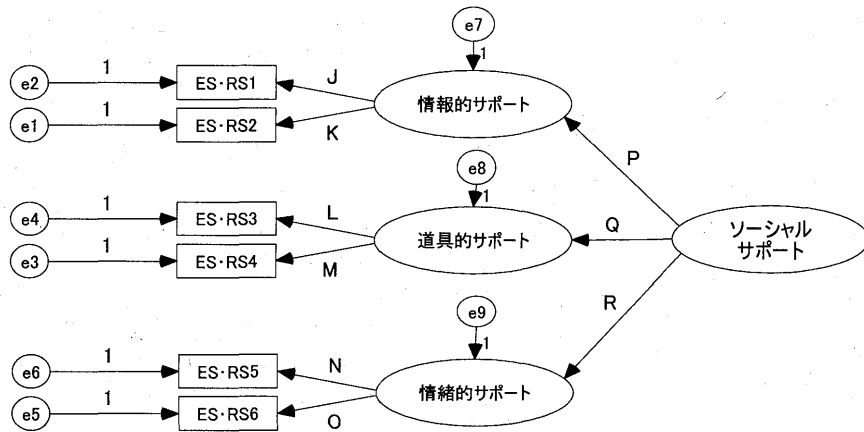 e7
1
e2
1
ES・RS1
J
情報的サポート
e1
1
ES・RS2
K
P
e8
1
e4
1
ES・RS3
L
道具的サポート
Q
ソーシャル
サポート
e3
1
ES・RS4
M
R
e9
1
e6
1
ES・RS5
N
情緒的サポート
e5
1
ES・RS6
O